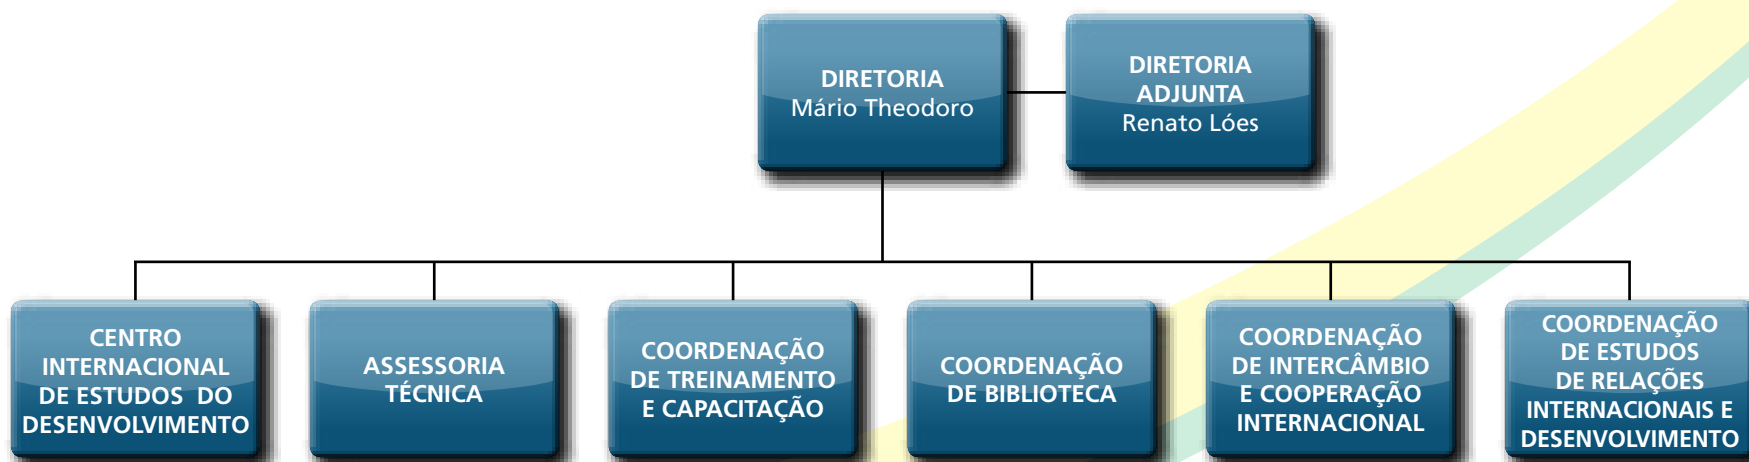 DIRETORIA
Mário Theodoro
DIRETORIA
ADJUNTA
Renato Lóes
CENTRO
INTERNACIONAL
DE ESTUDOS DO
DESENVOLVIMENTO
ASSESSORIA
TÉCNICA
COORDENAÇÃO
DE TREINAMENTO
E CAPACITAÇÃO
COORDENAÇÃO
DE BIBLIOTECA
COORDENAÇÃO
DE INTERCÂMBIO
E COOPERAÇÃO
INTERNACIONAL
COORDENAÇÃO
DE ESTUDOS
DE RELAÇÕES
INTERNACIONAIS E
DESENVOLVIMENTO